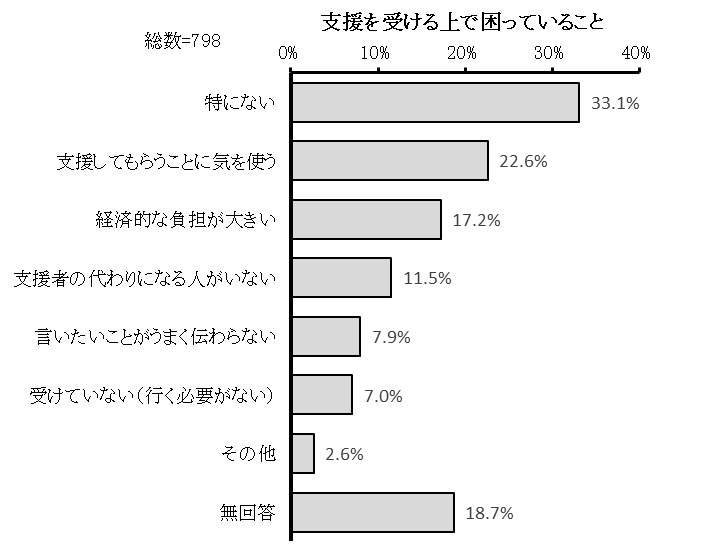 支援を受ける上で困っていること
総数=798
0% 10% 20% 30% 40%
特にない 33.1%
支援してもらうことに気を使う 22.6%
経済的な負担が大きい 17.2%
支援者の代わりになる人がいない 11.5%
言いたいことがうまく伝わらない 7.9%
受けていない（行く必要がない） 7.0%
その他 2.6%
無回答 18.7%